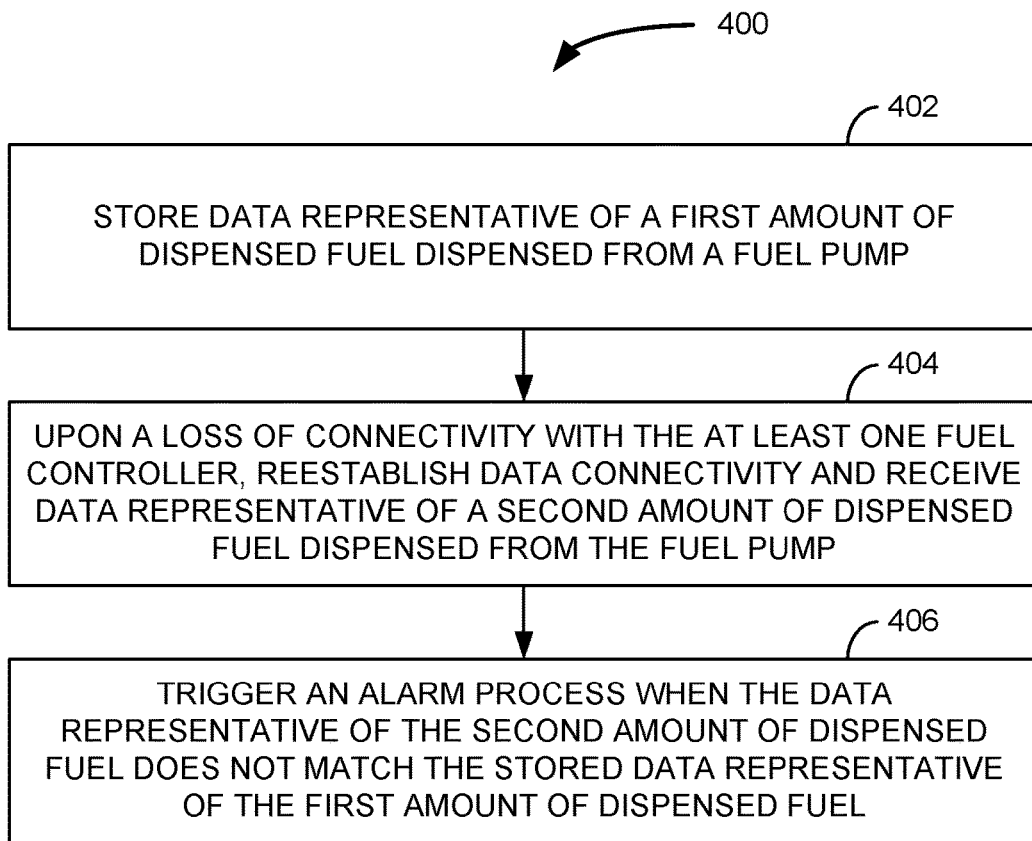 400
402
STORE DATA REPRESENTATIVE OF A FIRST AMOUNT OF
DISPENSED FUEL DISPENSED FROM A FUEL PUMP
404
UPON A LOSS OF CONNECTIVITY WITH THE AT LEAST ONE FUEL
CONTROLLER, REESTABLISH DATA CONNECTIVITY AND RECEIVE
DATA REPRESENTATIVE OF A SECOND AMOUNT OF DISPENSED
FUEL DISPENSED FROM THE FUEL PUMP
406
TRIGGER AN ALARM PROCESS WHEN THE DATA
REPRESENTATIVE OF THE SECOND AMOUNT OF DISPENSED
FUEL DOES NOT MATCH THE STORED DATA REPRESENTATIVE
OF THE FIRST AMOUNT OF DISPENSED FUEL